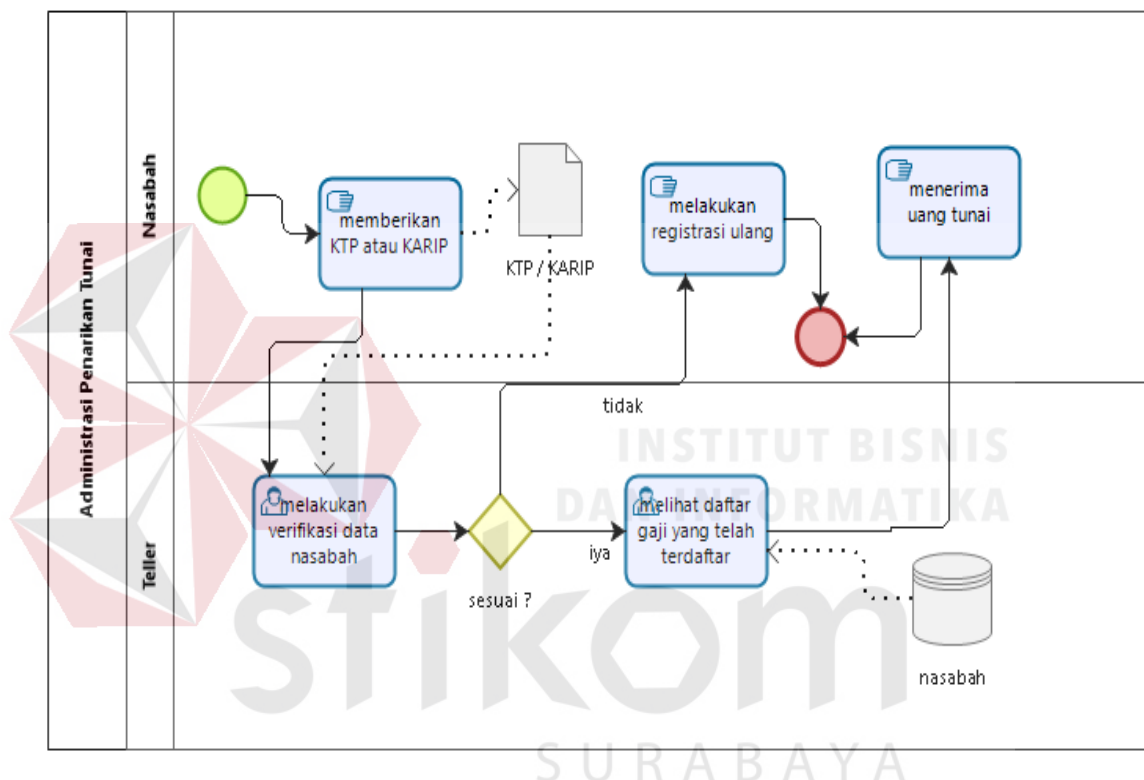 Administrasi Penarikan Tunai
Nasabah
memberikan
KTP atau KARIP
KTP / KARIP
melakukan
registrasi ulang
menerima
uang tunai
tidak
Teller
melakukan
verifikasi data
nasabah
sesuai ?
iya
melihat daftar
gaji yang telah
terdaftar
nasabah
INSTITUT BISNIS
DAN INFORMATIKA
stikom
SURABAYA